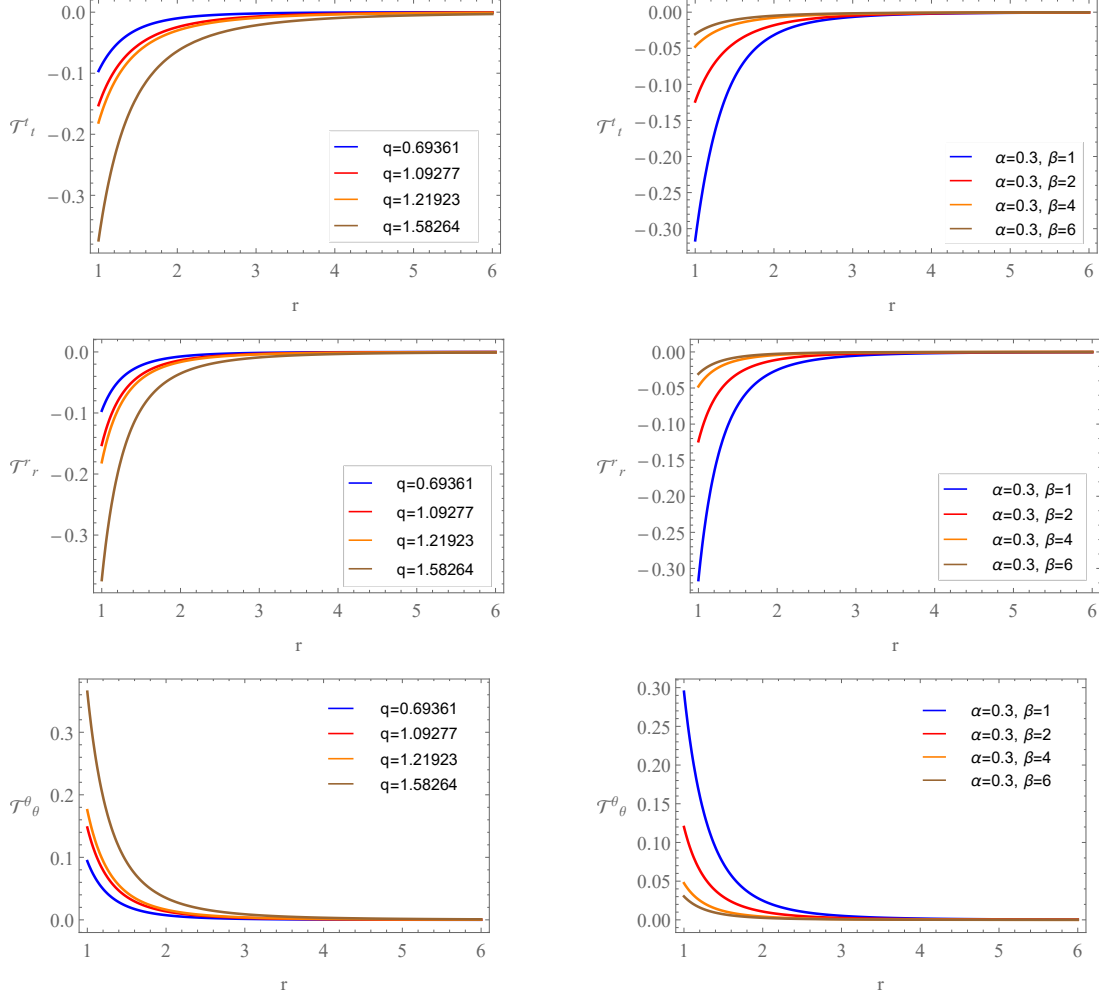 0.0
−0.1
−0.2
−0.3
𝒯ᵗₜ
q=0.69361
q=1.09277
q=1.21923
q=1.58264
1 2 3 4 5 6
r
0.00
−0.05
−0.10
−0.15
−0.20
−0.25
−0.30
𝒯ᵗₜ
α=0.3, β=1
α=0.3, β=2
α=0.3, β=4
α=0.3, β=6
1 2 3 4 5 6
r
0.0
−0.1
−0.2
−0.3
𝒯ʳᵣ
q=0.69361
q=1.09277
q=1.21923
q=1.58264
1 2 3 4 5 6
r
0.00
−0.05
−0.10
−0.15
−0.20
−0.25
−0.30
𝒯ʳᵣ
α=0.3, β=1
α=0.3, β=2
α=0.3, β=4
α=0.3, β=6
1 2 3 4 5 6
r
0.3
0.2
0.1
0.0
𝒯^θ_θ
q=0.69361
q=1.09277
q=1.21923
q=1.58264
1 2 3 4 5 6
r
0.30
0.25
0.20
0.15
0.10
0.05
0.00
𝒯^θ_θ
α=0.3, β=1
α=0.3, β=2
α=0.3, β=4
α=0.3, β=6
1 2 3 4 5 6
r